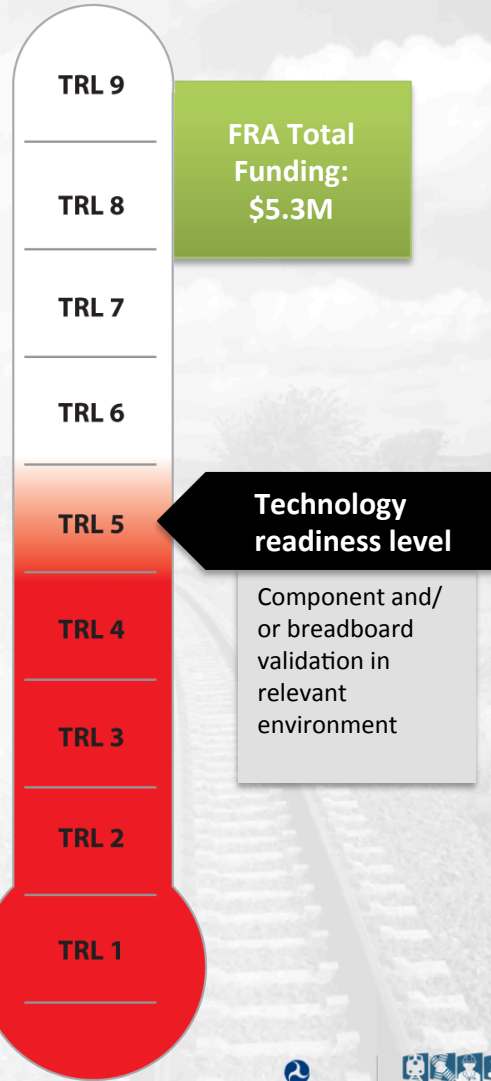 TRL 9
FRA Total
Funding:
$5.3M
TRL 8
TRL 7
TRL 6
Technology
readiness level
TRL 5
Component and/
or breadboard
validation in
relevant
environment
TRL 4
TRL 3
TRL 2
TRL 1